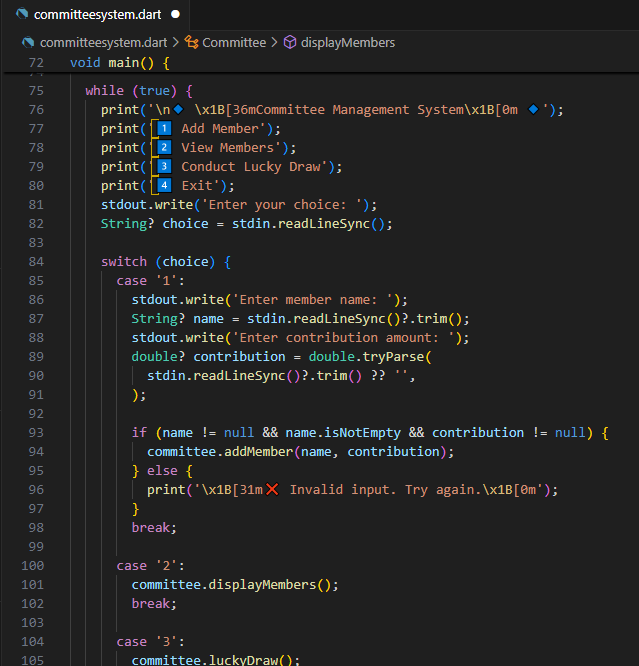 committeesystem.dart ●
committeesystem.dart > Committee > displayMembers
72 void main() {
74
75 while (true) {
76 print('\n🔹 \x1B[36mCommittee Management System\x1B[0m 🔹');
77 print('1️⃣ Add Member');
78 print('2️⃣ View Members');
79 print('3️⃣ Conduct Lucky Draw');
80 print('4️⃣ Exit');
81 stdout.write('Enter your choice: ');
82 String? choice = stdin.readLineSync();
83
84 switch (choice) {
85 case '1':
86 stdout.write('Enter member name: ');
87 String? name = stdin.readLineSync()?.trim();
88 stdout.write('Enter contribution amount: ');
89 double? contribution = double.tryParse(
90 stdin.readLineSync()?.trim() ?? '',
91 );
92
93 if (name != null && name.isNotEmpty && contribution != null) {
94 committee.addMember(name, contribution);
95 } else {
96 print('\x1B[31m❌ Invalid input. Try again.\x1B[0m');
97 }
98 break;
99
100 case '2':
101 committee.displayMembers();
102 break;
103
104 case '3':
105 committee.luckyDraw();